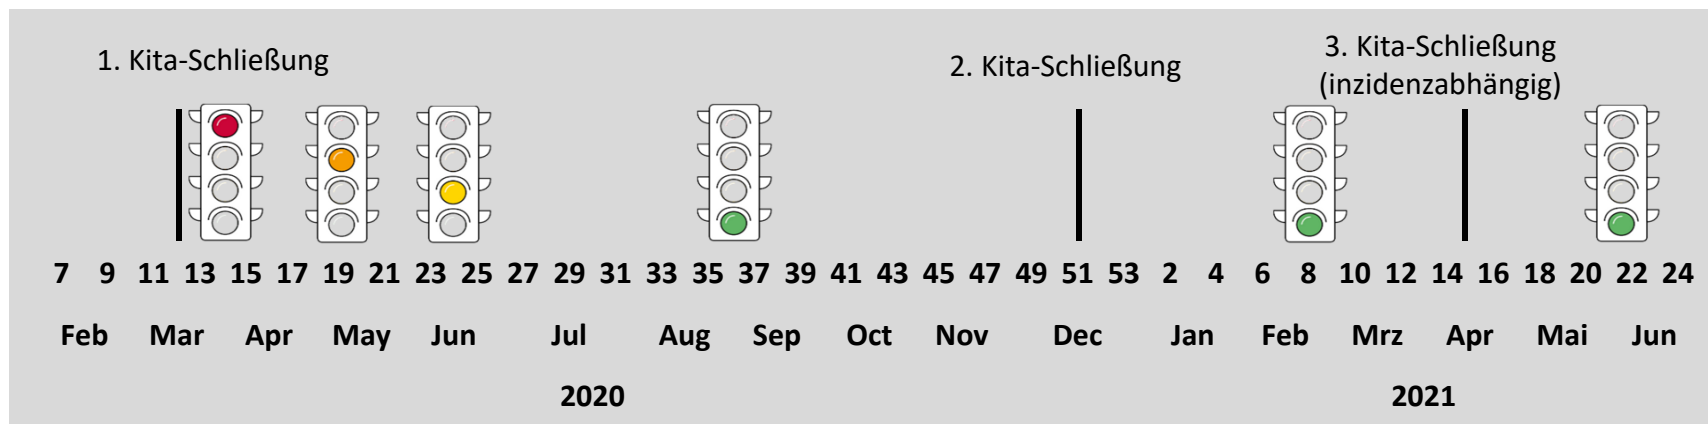 1. Kita-Schließung
2. Kita-Schließung
3. Kita-Schließung
(inzidenzabhängig)
7 9 11 13 15 17 19 21 23 25 27 29 31 33 35 37 39 41 43 45 47 49 51 53 2 4 6 8 10 12 14 16 18 20 22 24
Feb Mar Apr May Jun Jul Aug Sep Oct Nov Dec Jan Feb Mrz Apr Mai Jun
2020 2021